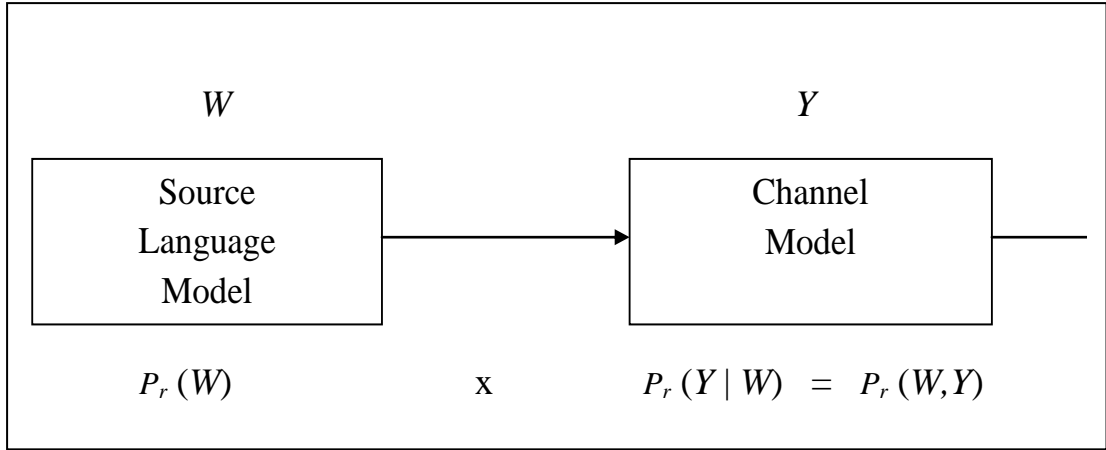 W Y
Source
Language
Model
Channel
Model
Pr (W) x Pr (Y | W) = Pr (W,Y)